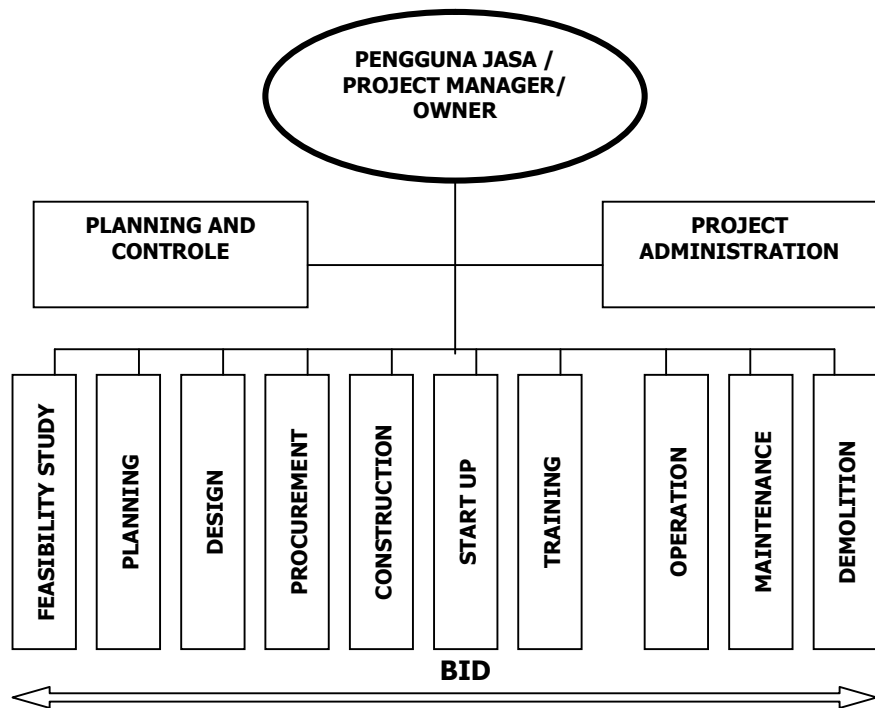 PENGGUNA JASA /
PROJECT MANAGER/
OWNER
PLANNING AND
CONTROLE
PROJECT
ADMINISTRATION
FEASIBILITY STUDY
PLANNING
DESIGN
PROCUREMENT
CONSTRUCTION
START UP
TRAINING
OPERATION
MAINTENANCE
DEMOLITION
BID